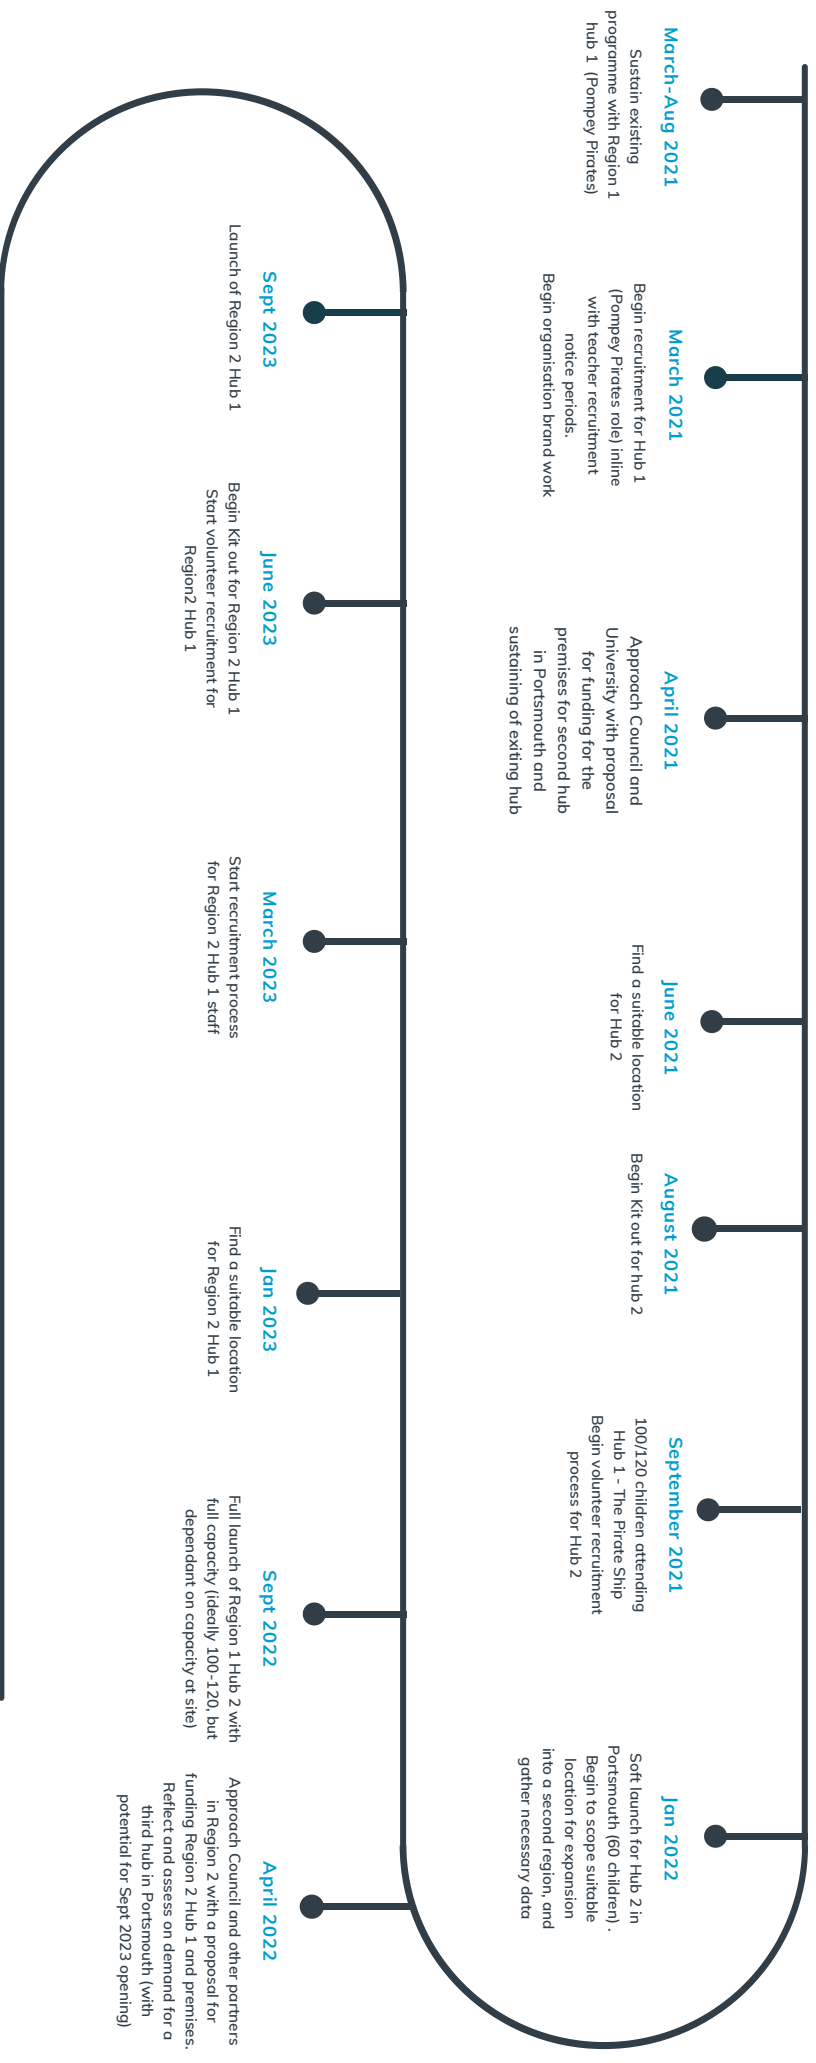 March-Aug 2021
Sustain existing
programme with Region 1
hub 1 (Pompey Pirates)
March 2021
Begin recruitment for Hub 1
(Pompey Pirates role) inline
with teacher recruitment
notice periods.
Begin organisation brand work
April 2021
Approach Council and
University with proposal
for funding for the
premises for second hub
in Portsmouth and
sustaining of exiting hub
June 2021
Find a suitable location
for Hub 2
August 2021
Begin Kit out for hub 2
September 2021
100/120 children attending
Hub 1 - The Pirate Ship
Begin volunteer recruitment
process for Hub 2
Jan 2022
Soft launch for Hub 2 in
Portsmouth (60 children) .
Begin to scope suitable
location for expansion
into a second region, and
gather necessary data
April 2022
Approach Council and other partners
in Region 2 with a proposal for
funding Region 2 Hub 1 and premises.
Reflect and assess on demand for a
third hub in Portsmouth (with
potential for Sept 2023 opening)
Sept 2022
Full launch of Region 1 Hub 2 with
full capacity (ideally 100-120, but
dependant on capacity at site)
Jan 2023
Find a suitable location
for Region 2 Hub 1
March 2023
Start recruitment process
for Region 2 Hub 1 staff
June 2023
Begin Kit out for Region 2 Hub 1
Start volunteer recruitment for
Region2 Hub 1
Sept 2023
Launch of Region 2 Hub 1